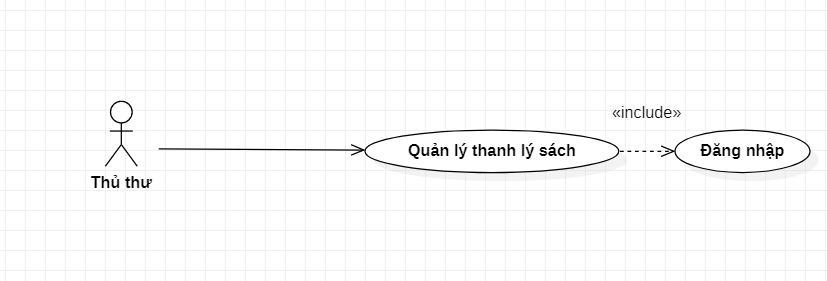 «include»
Quản lý thanh lý sách
Đăng nhập
Thủ thư